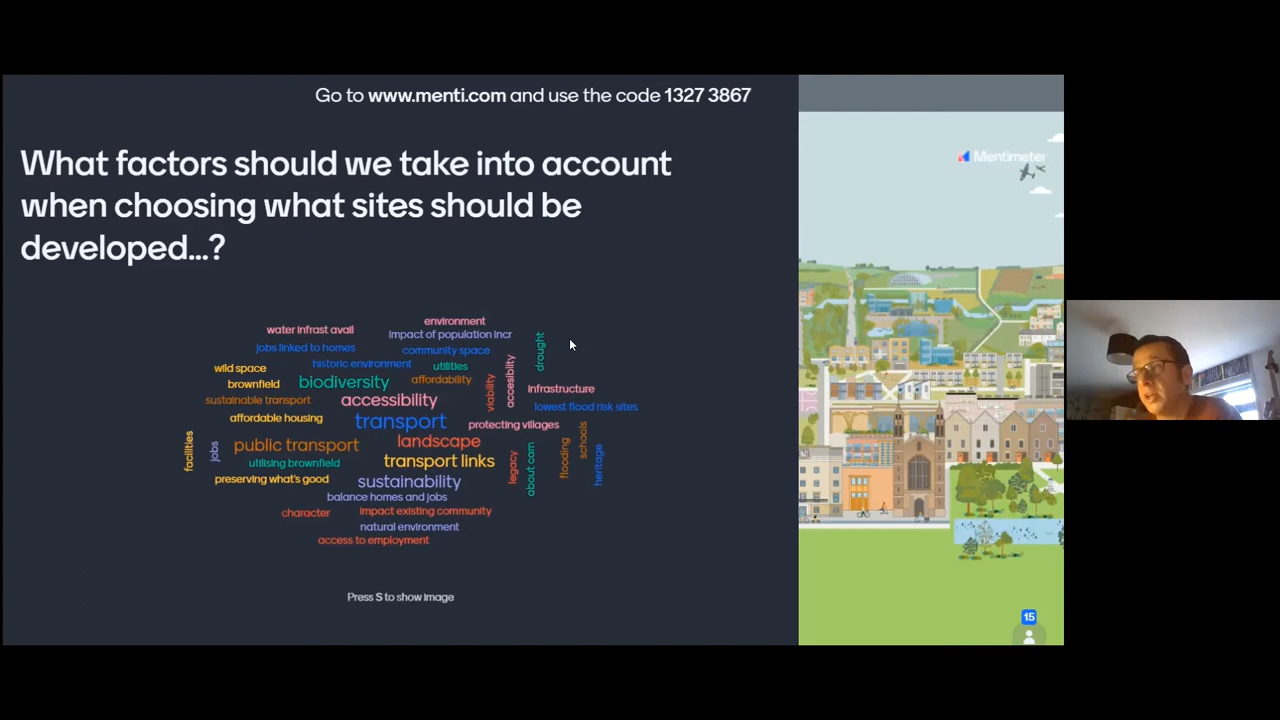 Go to www.menti.com and use the code 1327 3867
What factors should we take into account
when choosing what sites should be
developed...?
Mentimeter
environment
water infrast avail
impact of population incr
drought
jobs linked to homes
community space
historic environment
utilities
wild space
biodiversity
affordability
viability
accesiblity
brownfield
infrastructure
sustainable transport
accessibility
lowest flood risk sites
affordable housing
transport
protecting villages
facilities
jobs
public transport
landscape
schools
utilising brownfield
transport links
legacy
about cam
flooding
heritage
preserving what's good
sustainability
balance homes and jobs
character
impact existing community
natural environment
access to employment
Press S to show image
15